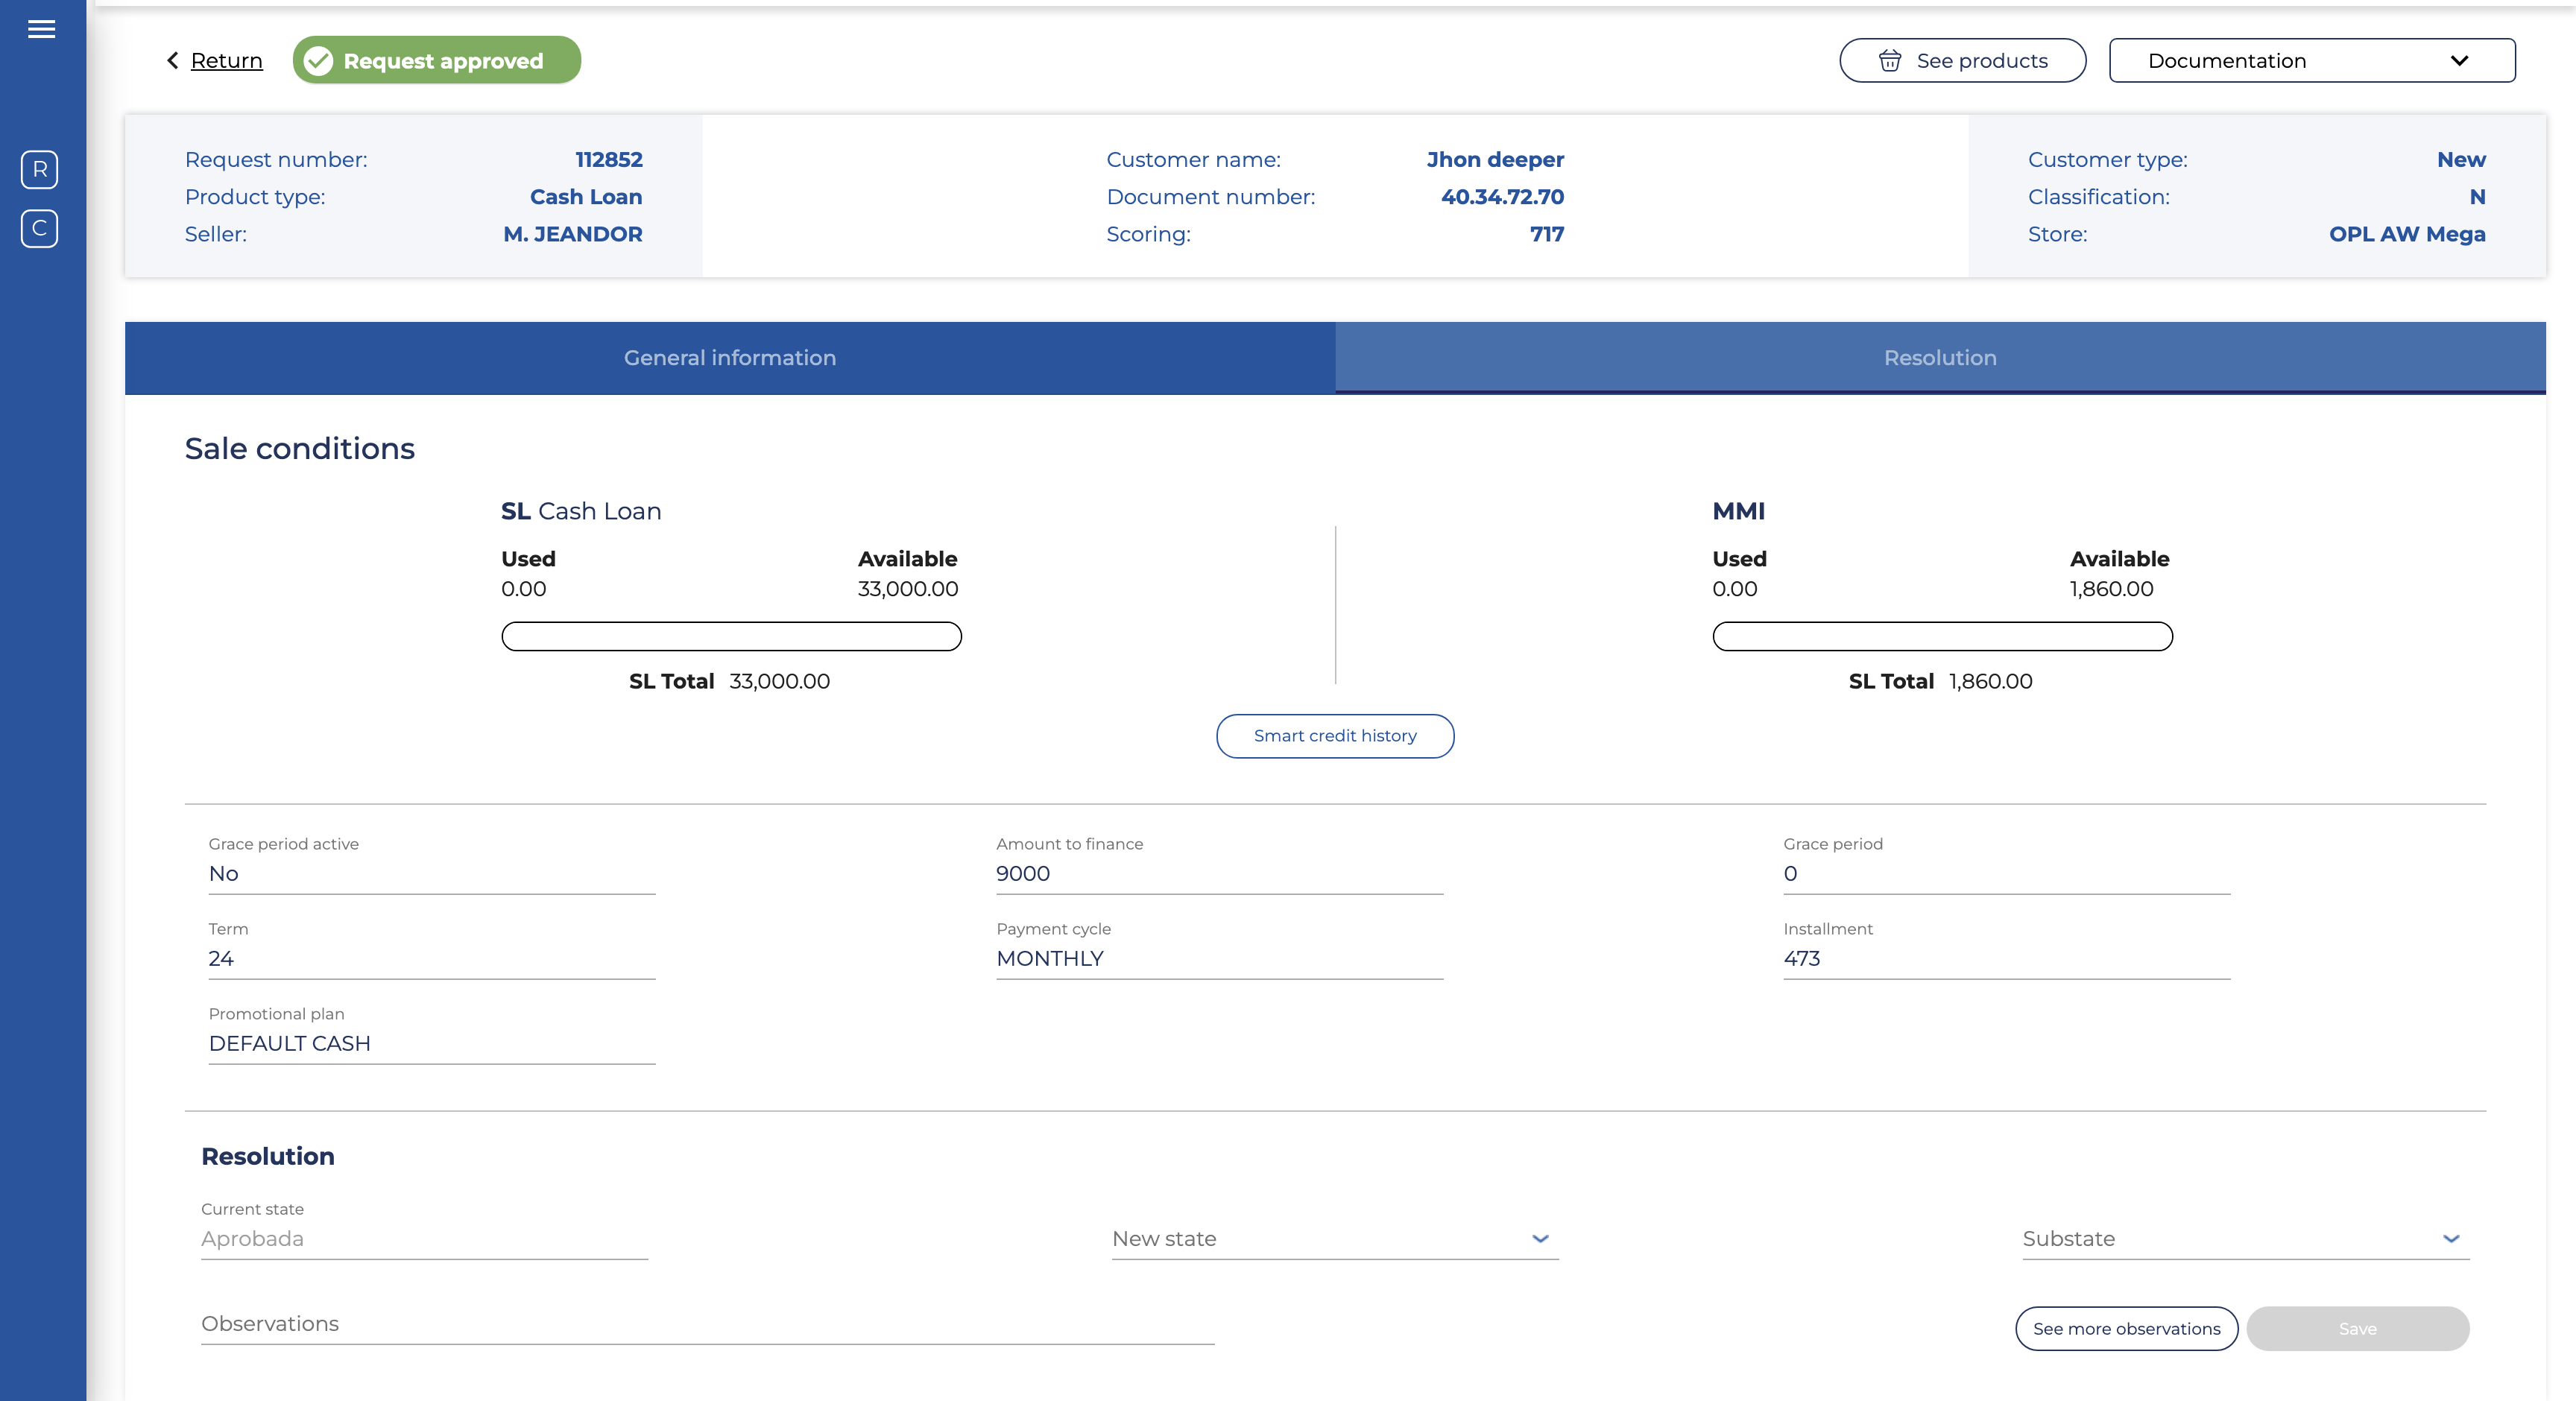 Return
Request approved
See products
Documentation
R
C
Request number: 112852
Product type: Cash Loan
Seller: M. JEANDOR
Customer name: Jhon deeper
Document number: 40.34.72.70
Scoring: 717
Customer type: New
Classification: N
Store: OPL AW Mega
General information
Resolution
Sale conditions
SL Cash Loan
Used Available
0.00 33,000.00
SL Total 33,000.00
MMI
Used Available
0.00 1,860.00
SL Total 1,860.00
Smart credit history
Grace period active
No
Amount to finance
9000
Grace period
0
Term
24
Payment cycle
MONTHLY
Installment
473
Promotional plan
DEFAULT CASH
Resolution
Current state
Aprobada
New state
Substate
Observations
See more observations
Save